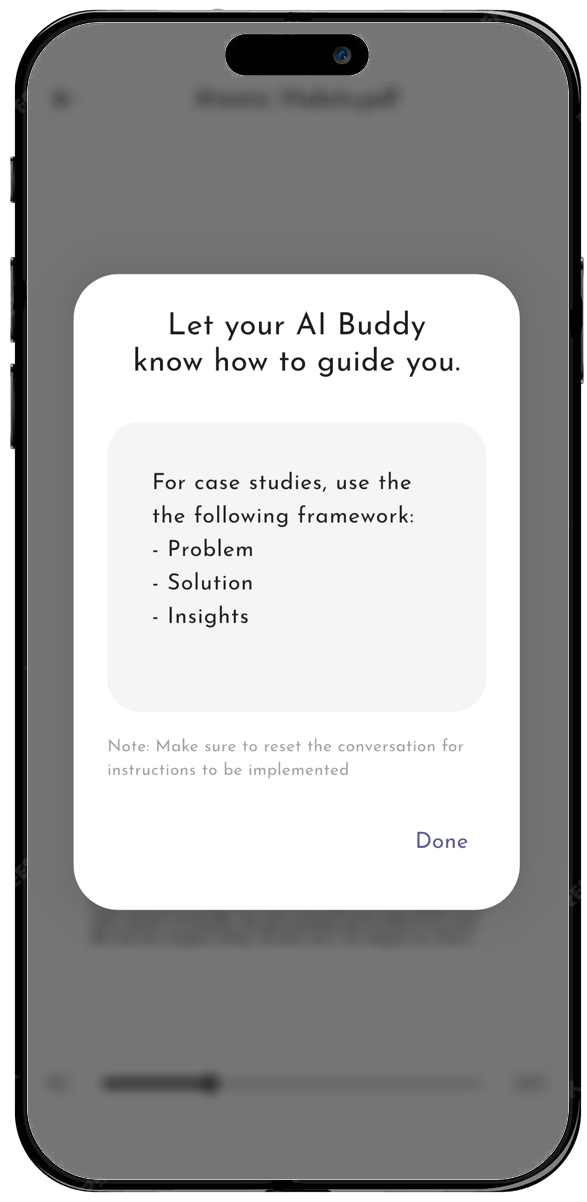 Let your AI Buddy
know how to guide you.
For case studies, use the
the following framework:
- Problem
- Solution
- Insights
Note: Make sure to reset the conversation for
instructions to be implemented
Done